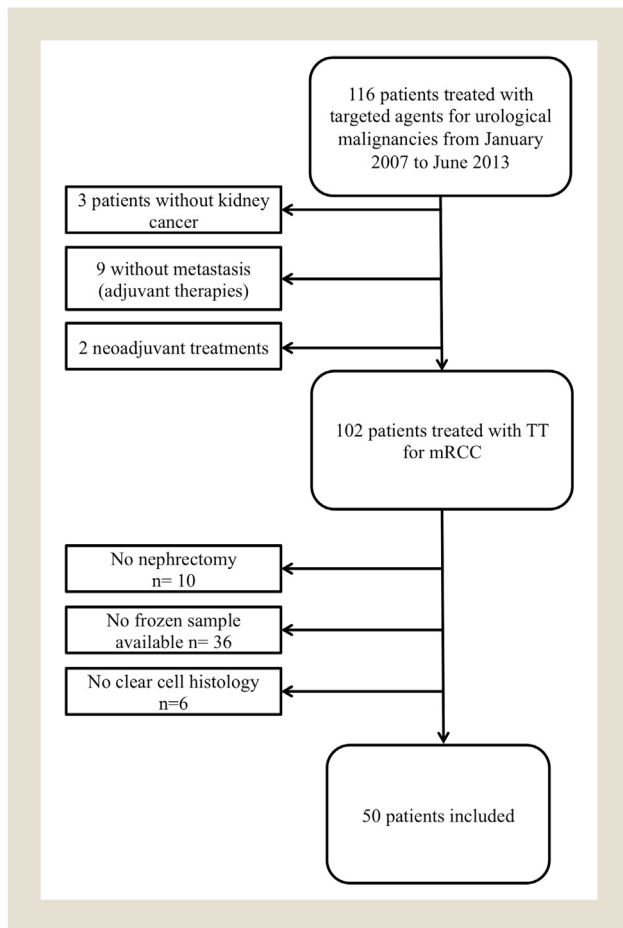 116 patients treated with
targeted agents for urological
malignancies from January
2007 to June 2013
3 patients without kidney
cancer
9 without metastasis
(adjuvant therapies)
2 neoadjuvant treatments
102 patients treated with TT
for mRCC
No nephrectomy
n= 10
No frozen sample
available n= 36
No clear cell histology
n=6
50 patients included